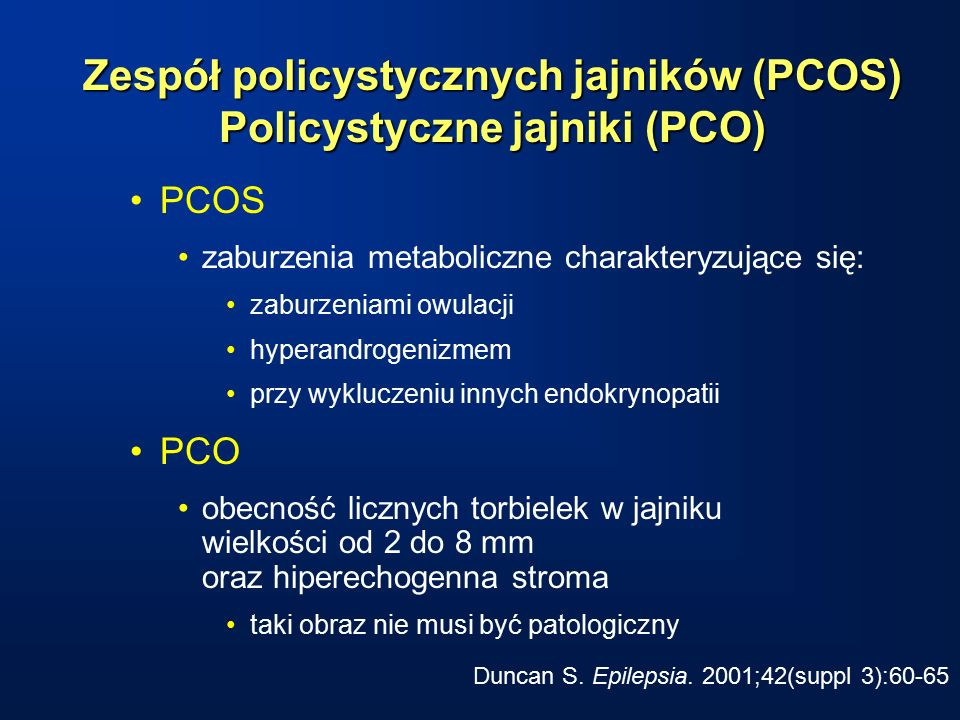 Zespół policystycznych jajników (PCOS)
Policystyczne jajniki (PCO)
• PCOS
• zaburzenia metaboliczne charakteryzujące się:
• zaburzeniami owulacji
• hyperandrogenizmem
• przy wykluczeniu innych endokrynopatii
• PCO
• obecność licznych torbielek w jajniku
wielkości od 2 do 8 mm
oraz hiperechogenna stroma
• taki obraz nie musi być patologiczny
Duncan S. Epilepsia. 2001;42(suppl 3):60-65